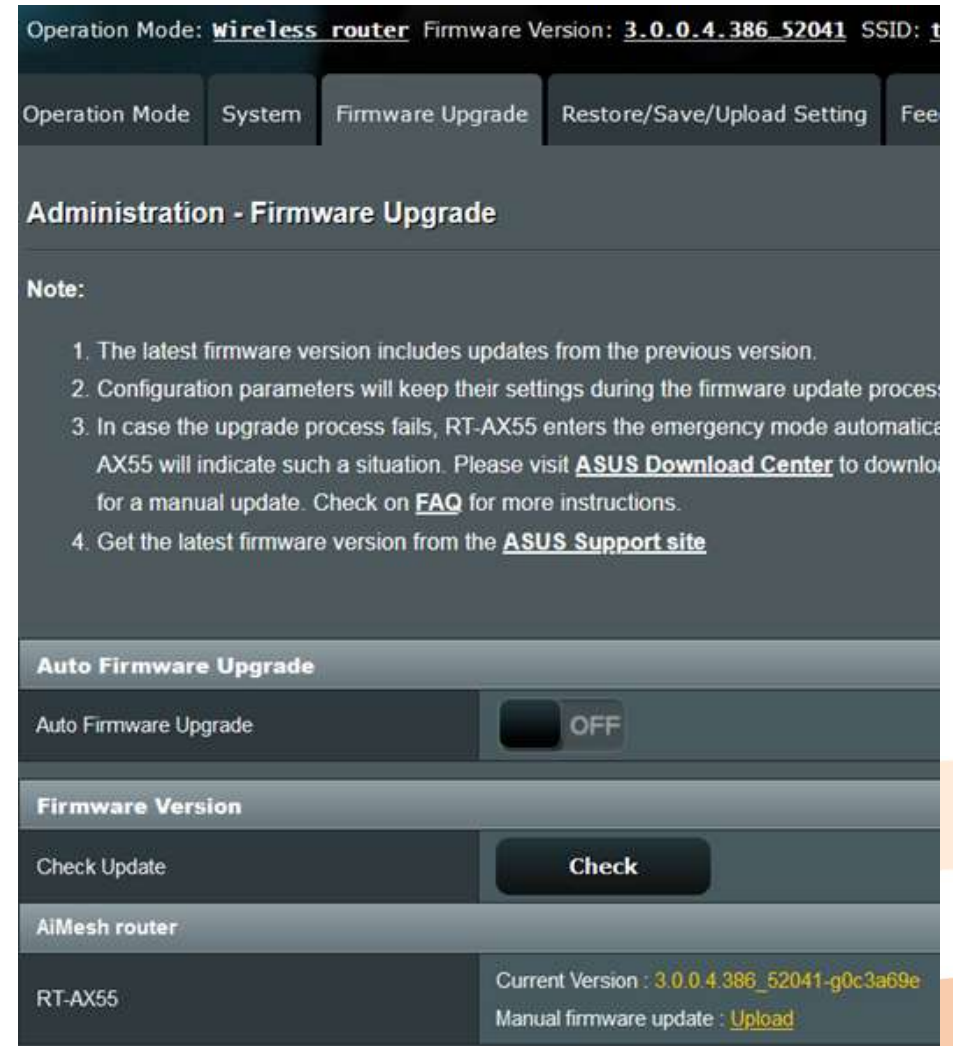 Operation Mode: Wireless router Firmware Version: 3.0.0.4.386_52041 SSID:
Operation Mode System Firmware Upgrade Restore/Save/Upload Setting Fee
Administration - Firmware Upgrade
Note:
1. The latest firmware version includes updates from the previous version.
2. Configuration parameters will keep their settings during the firmware update proces
3. In case the upgrade process fails, RT-AX55 enters the emergency mode automatica
AX55 will indicate such a situation. Please visit ASUS Download Center to downloa
for a manual update. Check on FAQ for more instructions.
4. Get the latest firmware version from the ASUS Support site
Auto Firmware Upgrade
Auto Firmware Upgrade OFF
Firmware Version
Check Update Check
AiMesh router
RT-AX55
Current Version : 3.0.0.4.386_52041-g0c3a69e
Manual firmware update : Upload